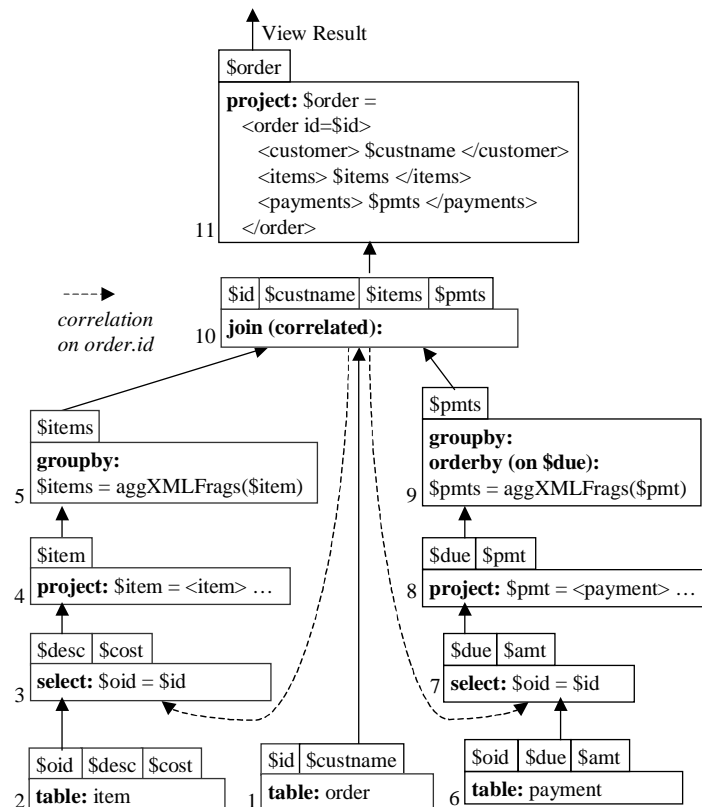 View Result
$order
project: $order =
<order id=$id>
<customer> $custname </customer>
<items> $items </items>
<payments> $pmts </payments>
</order>
11
correlation
on order.id
$id $custname $items $pmts
10 join (correlated):
$items
groupby:
$items = aggXMLFrags($item)
5
$pmts
groupby:
orderby (on $due):
$pmts = aggXMLFrags($pmt)
9
$item
4 project: $item = <item> …
$due $pmt
8 project: $pmt = <payment> …
$desc $cost
3 select: $oid = $id
$due $amt
7 select: $oid = $id
$oid $desc $cost
2 table: item
$id $custname
1 table: order
$oid $due $amt
6 table: payment